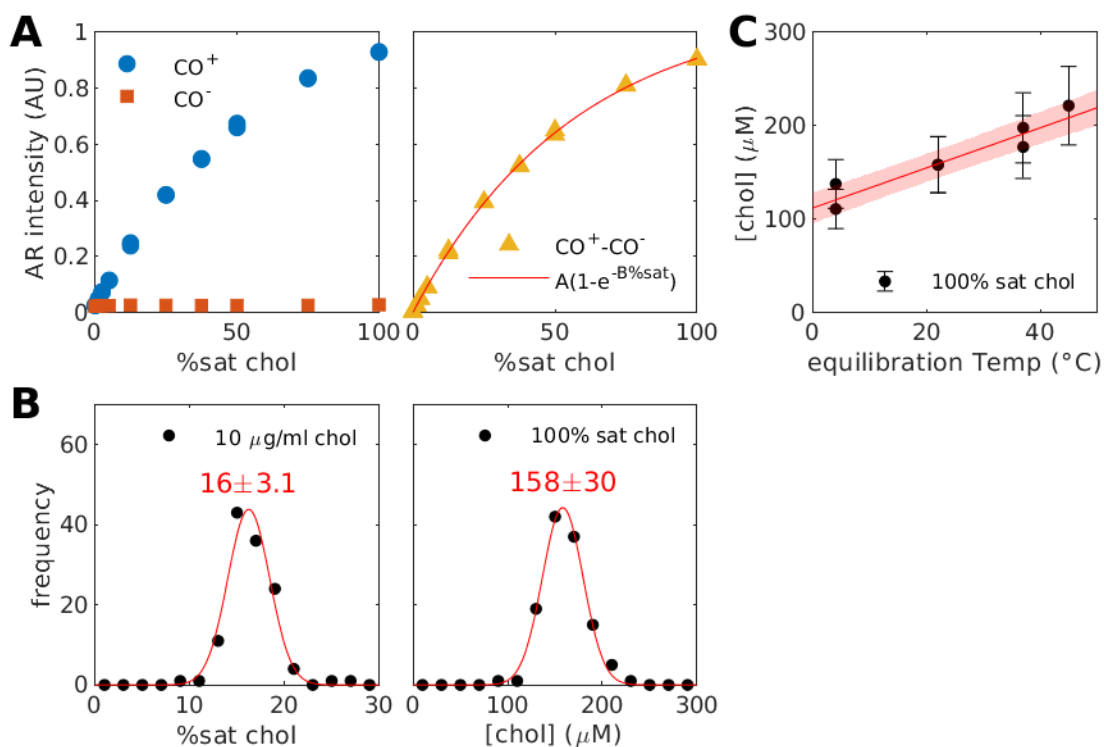 A
AR intensity (AU)
1
0.8
0.6
0.4
0.2
0
CO⁺
CO⁻
0
50
100
%sat chol
CO⁺-CO⁻
A(1-e^-B%sat)
0
50
100
%sat chol
C
[chol] (μM)
300
200
100
0
100% sat chol
0
20
40
equilibration Temp (°C)
B
frequency
60
40
20
0
10 μg/ml chol
16±3.1
0
10
20
30
%sat chol
100% sat chol
158±30
0
100
200
300
[chol] (μM)